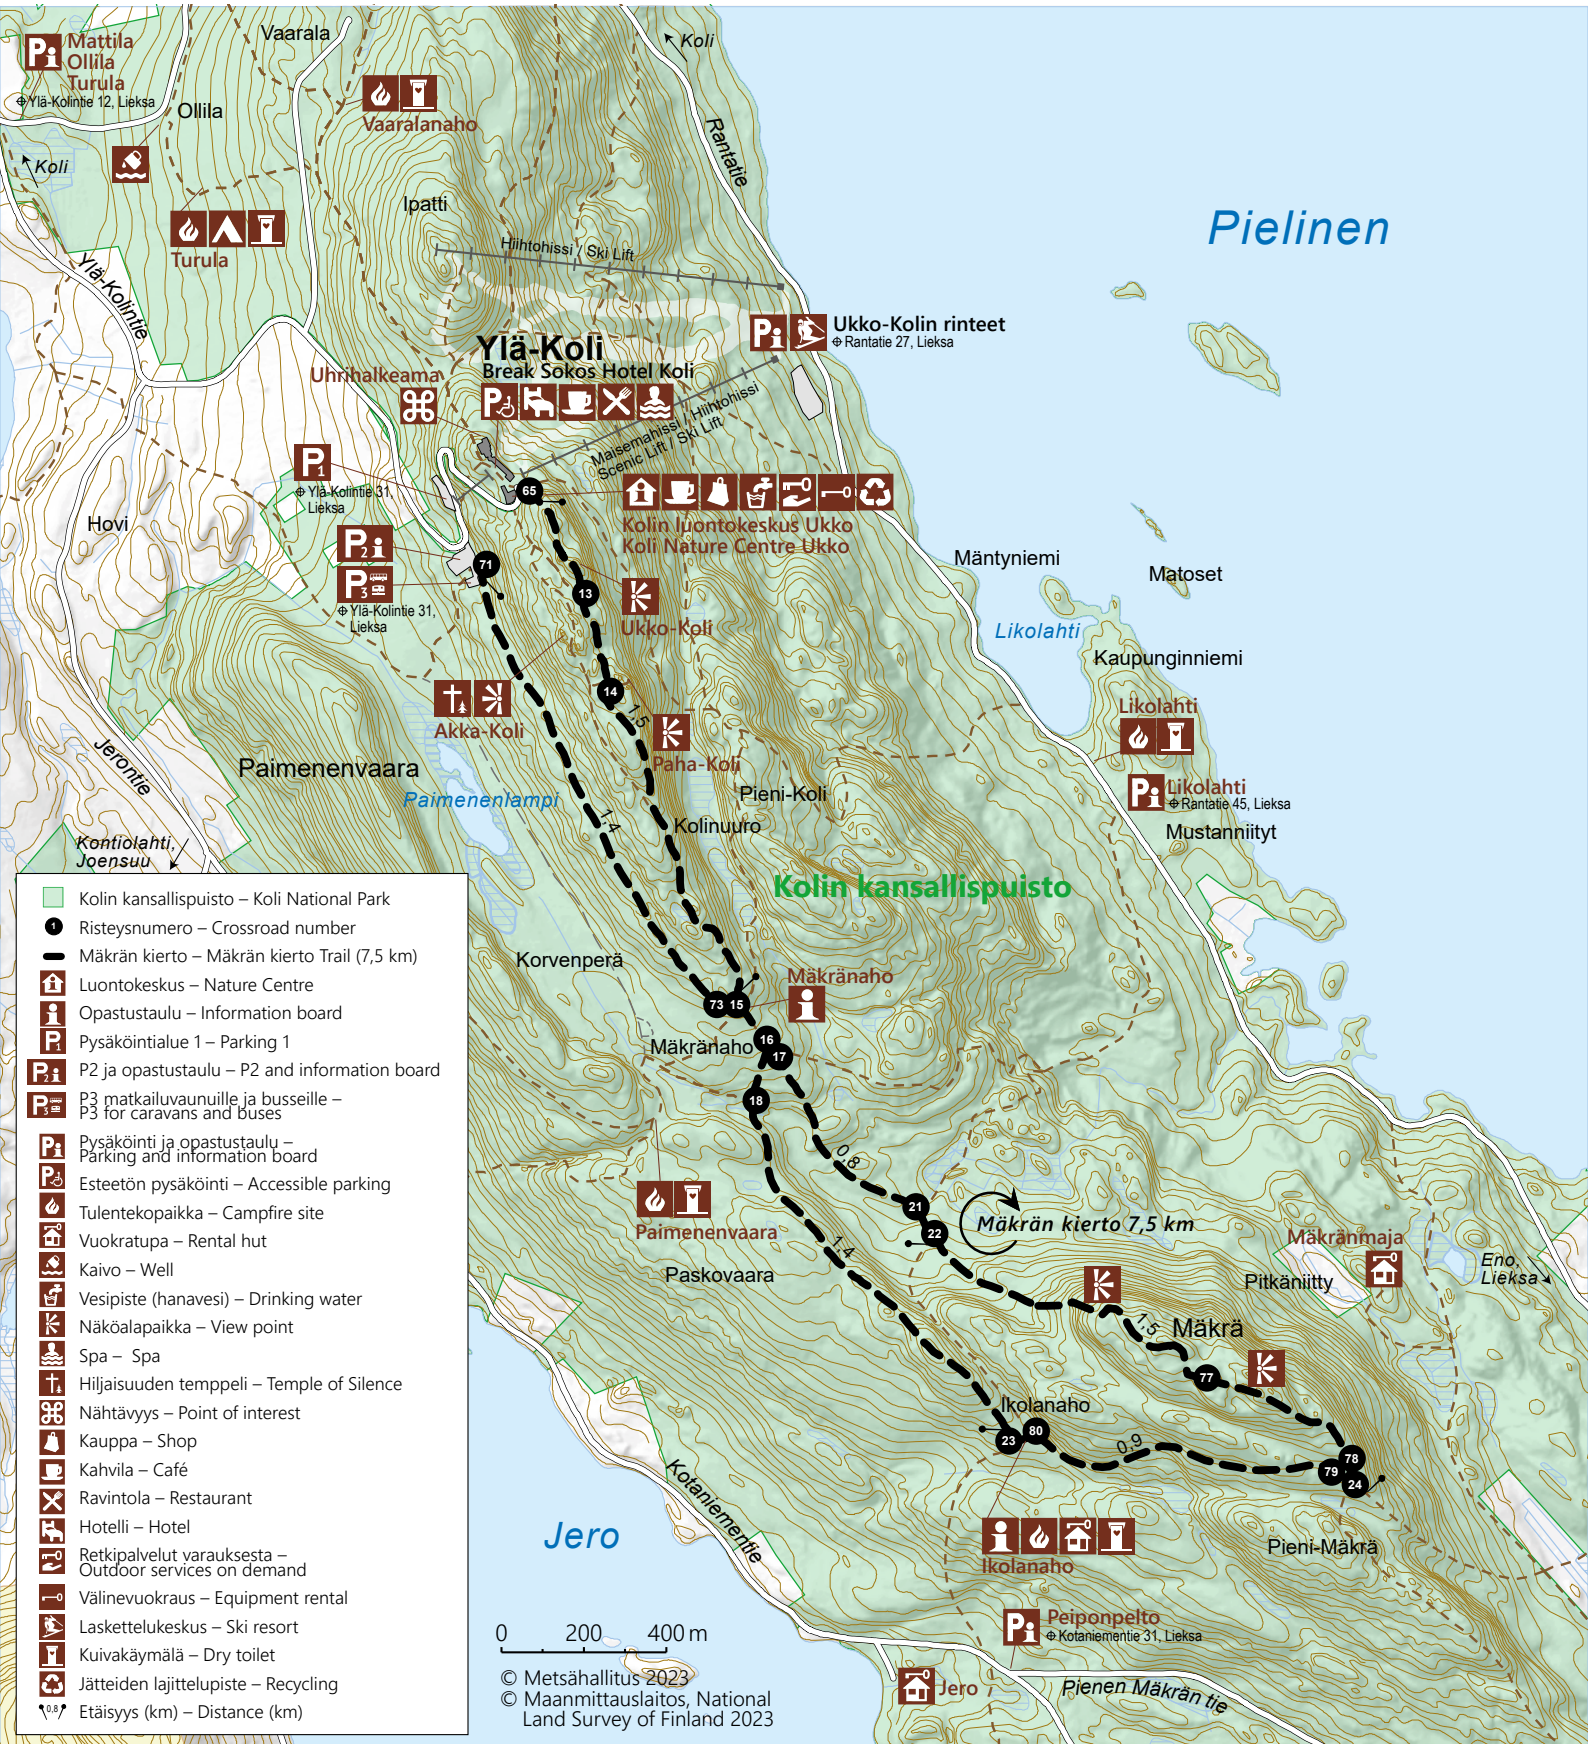 Mattila
Ollila
Turula
Ylä-Kolintie 12, Lieksa
Vaarala
Ollila
Koli
Koli
Rantatie
Vaaralanaho
Ipatti
Turula
Ylä-Kolintie
Hiihtohissi / Ski Lift
Pielinen
Ukko-Kolin rinteet
Rantatie 27, Lieksa
Ylä-Koli
Break Sokos Hotel Koli
Uhrihalkeama
Maisemahissi / Hiihtohissi
Scenic Lift / Ski Lift
P1
Ylä-Kolintie 31,
Lieksa
65
Kolin luontokeskus Ukko
Koli Nature Centre Ukko
Hovi
P2
P3
Ylä-Kolintie 31,
Lieksa
71
13
Ukko-Koli
Mäntyniemi
Matoset
Likolahti
Kaupunginniemi
14
1,5
Akka-Koli
Paha-Koli
Likolahti
Jerontie
Paimenenvaara
Paimenenlampi
Pieni-Koli
Likolahti
Rantatie 45, Lieksa
1,4
Kolinuuro
Mustanniityt
Kontiolahti,
Joensuu
Kolin kansallispuisto
Korvenperä
Mäkränaho
73
15
16
17
Mäkränaho
18
0,8
21
22
Mäkrän kierto 7,5 km
Paimenenvaara
Paskovaara
1,4
Mäkränmaja
Pitkäniitty
Eno,
Lieksa
1,5
Mäkrä
77
Ikolanaho
23
80
0,9
78
79
24
Kotaniementie
Jero
Ikolanaho
Pieni-Mäkrä
Peiponpelto
Kotaniementie 31, Lieksa
Jero
Pienen Mäkrän tie
Kolin kansallispuisto – Koli National Park
1 Risteysnumero – Crossroad number
Mäkrän kierto – Mäkrän kierto Trail (7,5 km)
Luontokeskus – Nature Centre
Opastustaulu – Information board
P1 Pysäköintialue 1 – Parking 1
P2 P2 ja opastustaulu – P2 and information board
P3 P3 matkailuvaunuille ja busseille –
P3 for caravans and buses
P Pysäköinti ja opastustaulu –
Parking and information board
P Esteetön pysäköinti – Accessible parking
Tulentekopaikka – Campfire site
Vuokratupa – Rental hut
Kaivo – Well
Vesipiste (hanavesi) – Drinking water
Näköalapaikka – View point
Spa – Spa
Hiljaisuuden temppeli – Temple of Silence
Nähtävyys – Point of interest
Kauppa – Shop
Kahvila – Café
Ravintola – Restaurant
Hotelli – Hotel
Retkipalvelut varauksesta –
Outdoor services on demand
Välinevuokraus – Equipment rental
Laskettelukeskus – Ski resort
Kuivakäymälä – Dry toilet
Jätteiden lajittelupiste – Recycling
0,8 Etäisyys (km) – Distance (km)
0 200 400 m
© Metsähallitus 2023
© Maanmittauslaitos, National
Land Survey of Finland 2023